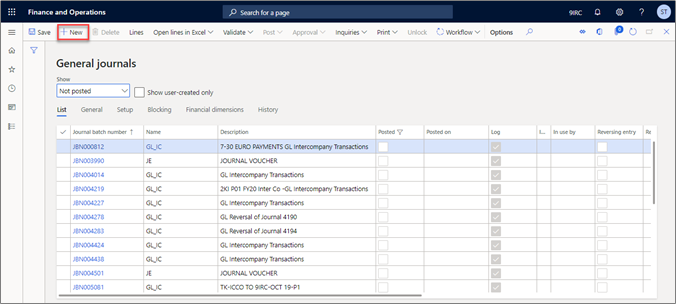 Finance and Operations Search for a page 9IRC ? ST
Save + New Delete Lines Open lines in Excel Validate Post Approval Inquiries Print Unlock Workflow Options 0
General journals
Show
Not posted Show user-created only
List General Setup Blocking Financial dimensions History
Journal batch number ↑ Name Description Posted Posted on Log I... In use by Reversing entry Re
JBN000812 GL_IC 7-30 EURO PAYMENTS GL Intercompany Transactions
JBN003990 JE JOURNAL VOUCHER
JBN004014 GL_IC GL Intercompany Transactions
JBN004219 GL_IC 2KI P01 FY20 Inter Co -GL Intercompany Transactions
JBN004227 GL_IC GL Intercompany Transactions
JBN004278 GL_IC GL Reversal of Journal 4190
JBN004283 GL_IC GL Reversal of Journal 4194
JBN004424 GL_IC GL Intercompany Transactions
JBN004438 GL_IC GL Intercompany Transactions
JBN004501 JE JOURNAL VOUCHER
JBN005081 GL_IC TK-ICCO TO 9IRC-OCT 19-P1